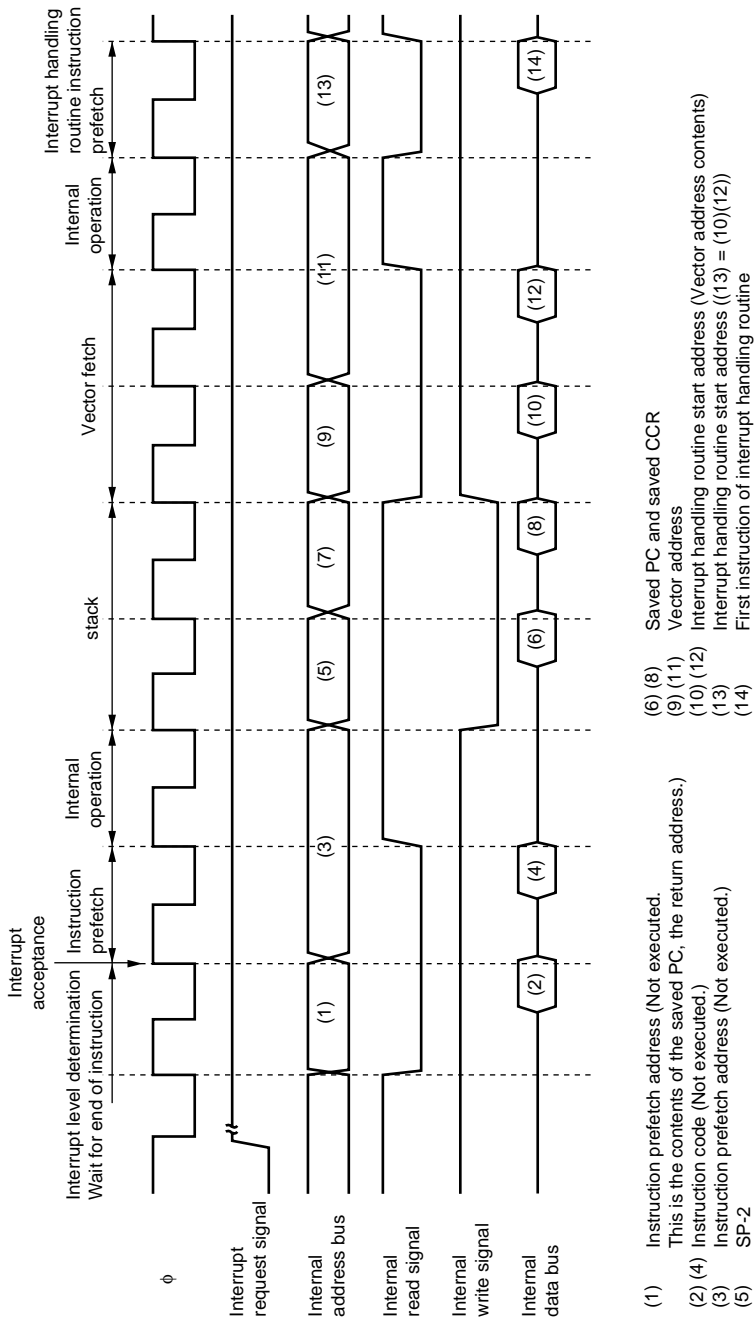 Interrupt
acceptance
Interrupt level determination
Wait for end of instruction
Instruction
prefetch
Internal
operation
stack
Vector fetch
Internal
operation
Interrupt handling
routine instruction
prefetch
φ
Interrupt
request signal
Internal
address bus
(1)
(3)
(5)
(7)
(9)
(11)
(13)
Internal
read signal
Internal
write signal
Internal
data bus
(2)
(4)
(6)
(8)
(10)
(12)
(14)
(1) Instruction prefetch address (Not executed.
This is the contents of the saved PC, the return address.)
(2) (4) Instruction code (Not executed.)
(3) Instruction prefetch address (Not executed.)
(5) SP-2
(6) (8) Saved PC and saved CCR
(9) (11) Vector address
(10) (12) Interrupt handling routine start address (Vector address contents)
(13) Interrupt handling routine start address ((13) = (10)(12))
(14) First instruction of interrupt handling routine